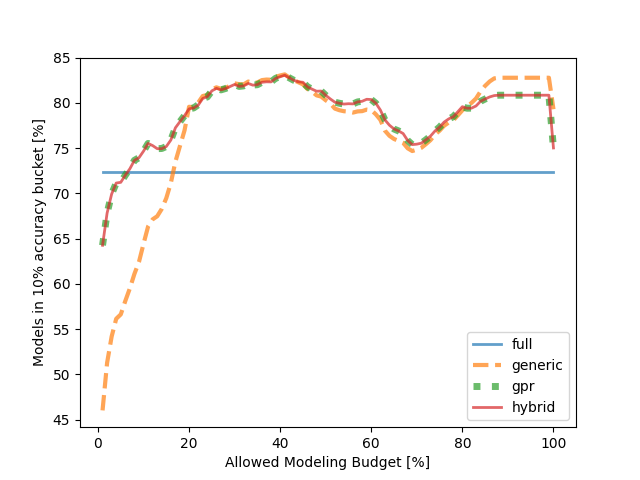 85
80
75
70
65
60
55
50
45
Models in 10% accuracy bucket [%]
full
generic
gpr
hybrid
0 20 40 60 80 100
Allowed Modeling Budget [%]